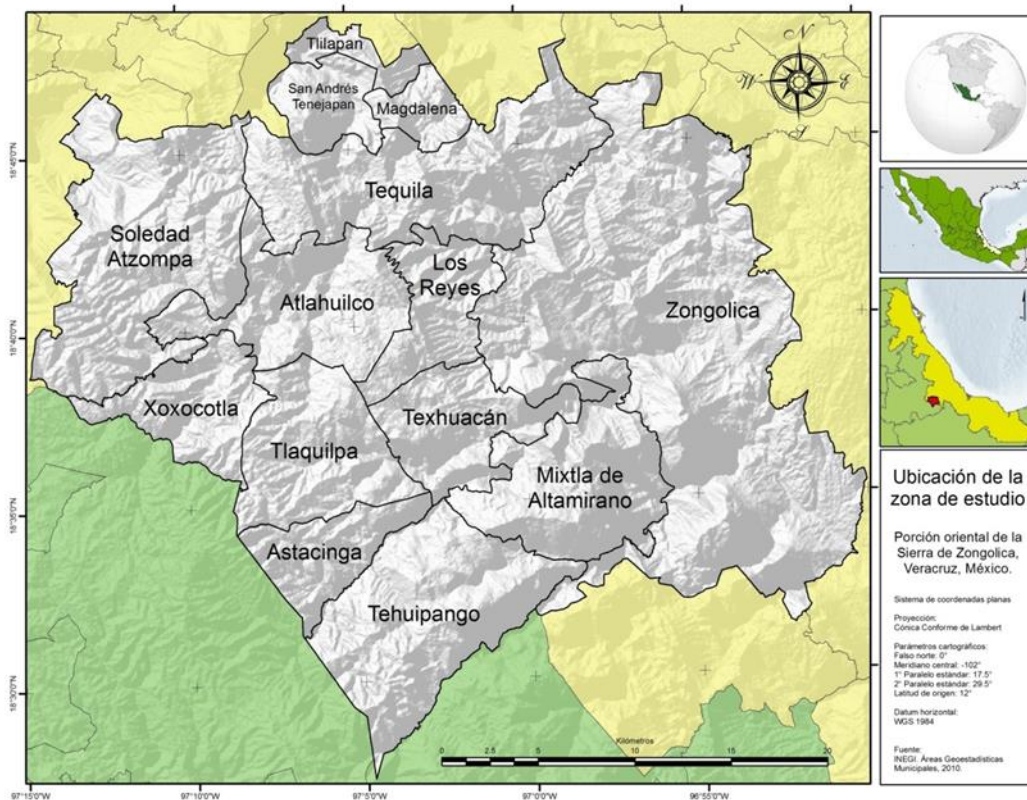 Tlilapan
San Andrés
Tenejapan
Magdalena
N
W
E
S
Tequila
Soledad
Atzompa
Los
Reyes
Atlahuilco
Zongolica
Xoxocotla
Texhuacán
Tlaquilpa
Mixtla de
Altamirano
Astacinga
Tehuipango
18°45'0"N
18°40'0"N
18°35'0"N
18°30'0"N
Kilómetros
0 2.5 5 10 15 20
97°15'0"W 97°10'0"W 97°5'0"W 97°0'0"W 96°55'0"W
Ubicación de la
zona de estudio
Porción oriental de la
Sierra de Zongolica,
Veracruz, México.
Sistema de coordenadas planas
Proyección:
Cónica Conforme de Lambert
Parámetros cartográficos:
Falso norte: 0°
Meridiano central: -102°
1° Paralelo estándar: 17.5°
2° Paralelo estándar: 29.5°
Latitud de origen: 12°
Datum horizontal:
WGS 1984
Fuente:
INEGI. Áreas Geoestadísticas
Municipales, 2010.